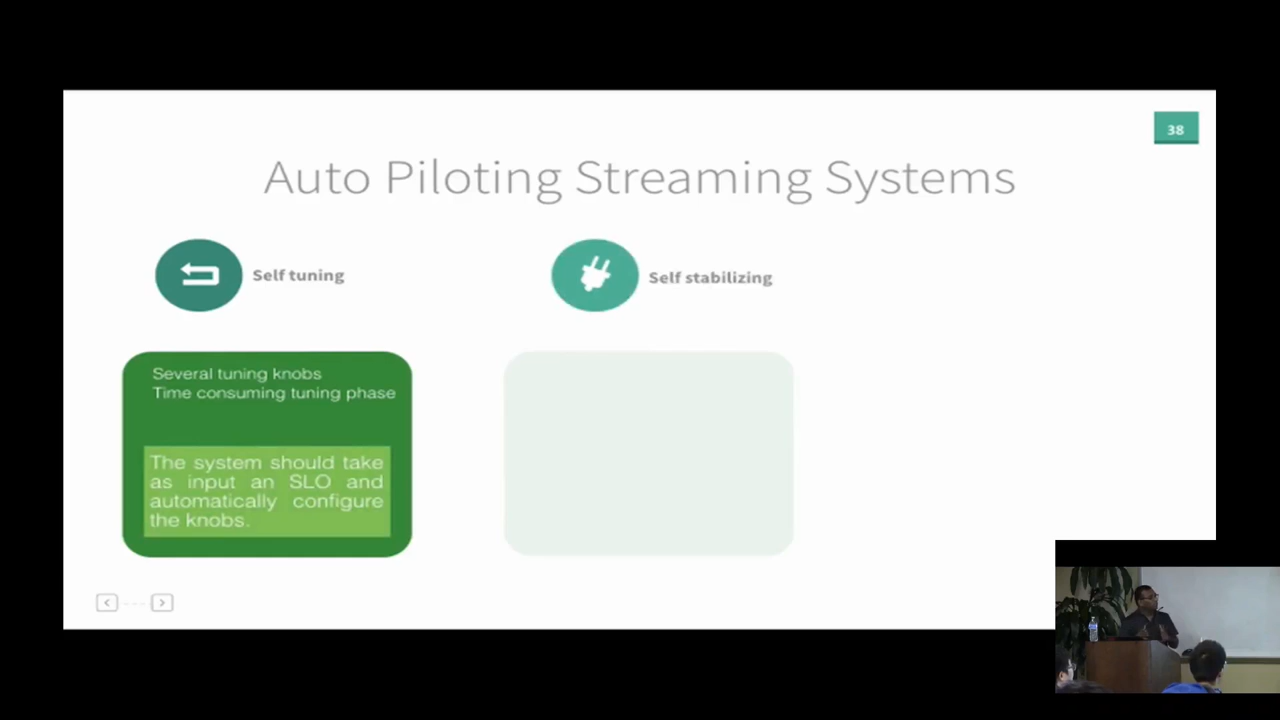 38
Auto Piloting Streaming Systems
Self tuning
Self stabilizing
Several tuning knobs
Time consuming tuning phase
The system should take
as input an SLO and
automatically configure
the knobs.